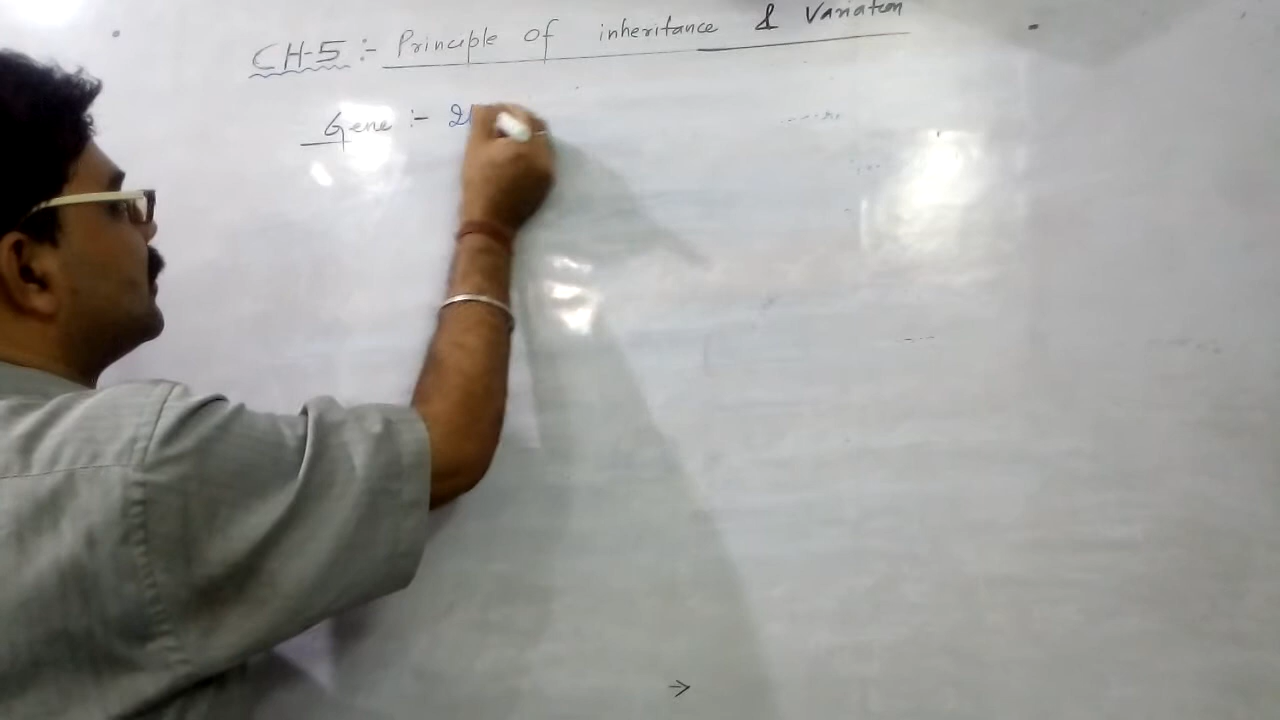 CH-5 :- Principle of inheritance & Variation
Gene :-